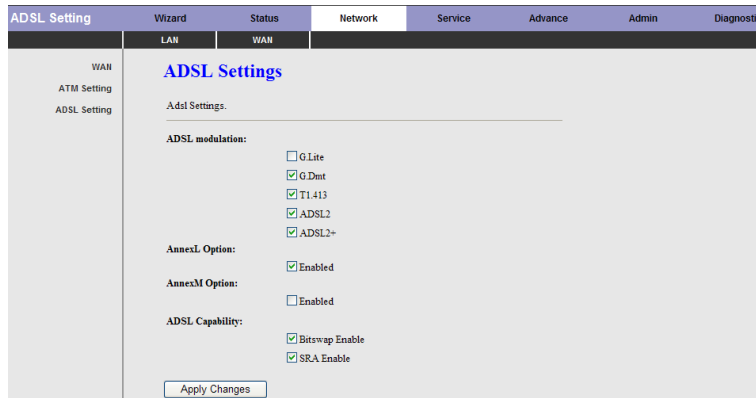 ADSL Setting
Wizard Status Network Service Advance Admin Diagnosti
LAN WAN
WAN
ATM Setting
ADSL Setting
ADSL Settings
Adsl Settings.
ADSL modulation:
G.Lite
G.Dmt
T1.413
ADSL2
ADSL2+
AnnexL Option:
Enabled
AnnexM Option:
Enabled
ADSL Capability:
Bitswap Enable
SRA Enable
Apply Changes